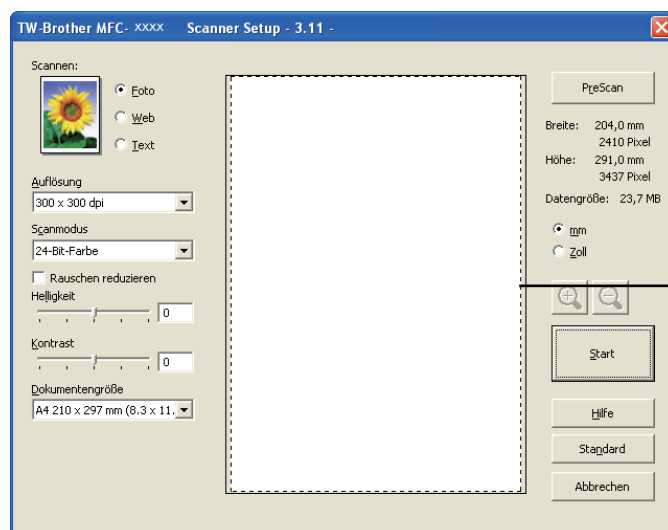 TW-Brother MFC- xxxx Scanner Setup - 3.11 -
Scannen:
Foto
Web
Text
Auflösung
300 x 300 dpi
Scanmodus
24-Bit-Farbe
Rauschen reduzieren
Helligkeit
0
Kontrast
0
Dokumentengröße
A4 210 x 297 mm (8.3 x 11.
PreScan
Breite: 204,0 mm
2410 Pixel
Höhe: 291,0 mm
3437 Pixel
Datengröße: 23,7 MB
mm
Zoll
Start
Hilfe
Standard
Abbrechen